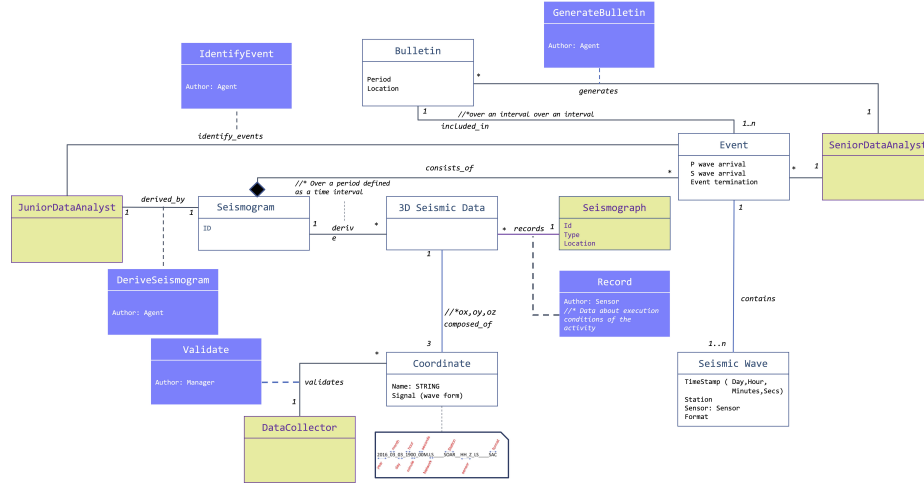 GenerateBulletin
Author: Agent
IdentifyEvent
Author: Agent
Bulletin
Period
Location
*
generates
1
//*over an interval over an interval
included_in
1
1..n
identify_events
Event
P wave arrival
S wave arrival
Event termination
*
1
SeniorDataAnalyst
consists_of
*
//* Over a period defined
as a time interval
JuniorDataAnalyst
derived_by
1
1
Seismogram
ID
1
deriv
e
*
3D Seismic Data
* records 1
Seismograph
Id
Type
Location
1
1
DeriveSeismogram
Author: Agent
Record
Author: Sensor
//* Data about execution
conditions of the
activity
//*ox,oy,oz
composed_of
contains
3
1..n
Validate
Author: Manager
*
validates
1
Coordinate
Name: STRING
Signal (wave form)
Seismic Wave
TimeStamp ( Day,Hour,
Minutes,Secs)
Station
Sensor: Sensor
Format
DataCollector